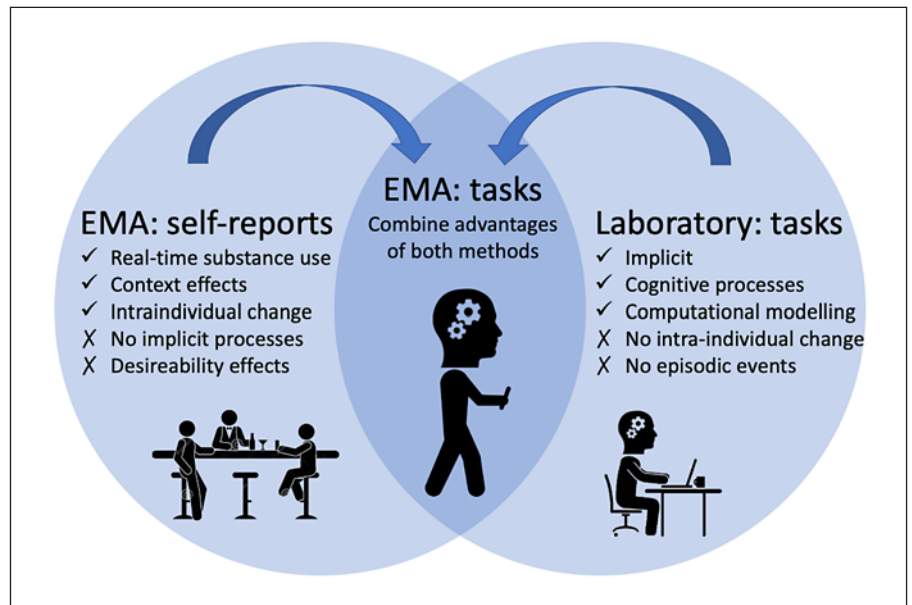 EMA: self-reports
✓ Real-time substance use
✓ Context effects
✓ Intraindividual change
✗ No implicit processes
✗ Desireability effects
EMA: tasks
Combine advantages
of both methods
Laboratory: tasks
✓ Implicit
✓ Cognitive processes
✓ Computational modelling
✗ No intra-individual change
✗ No episodic events